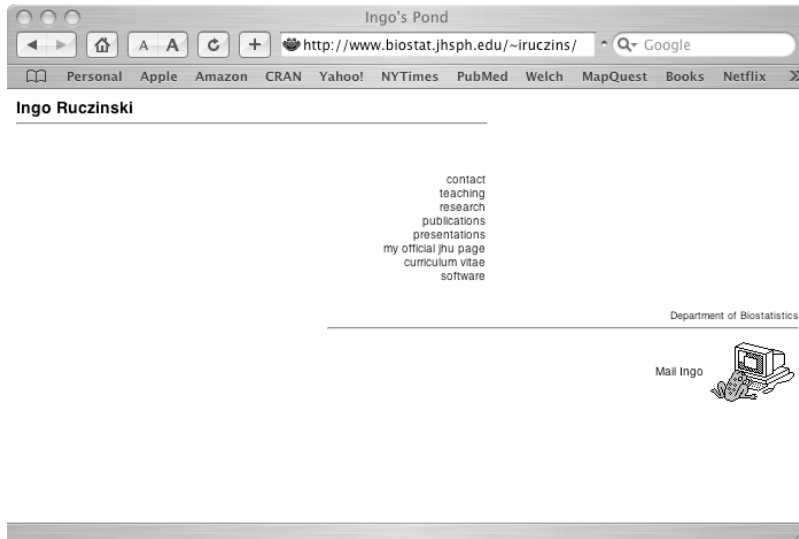 Ingo's Pond
A A http://www.biostat.jhsph.edu/~iruczins/ Google
Personal Apple Amazon CRAN Yahoo! NYTimes PubMed Welch MapQuest Books Netflix
Ingo Ruczinski
contact
teaching
research
publications
presentations
my official jhu page
curriculum vitae
software
Department of Biostatistics
Mail Ingo